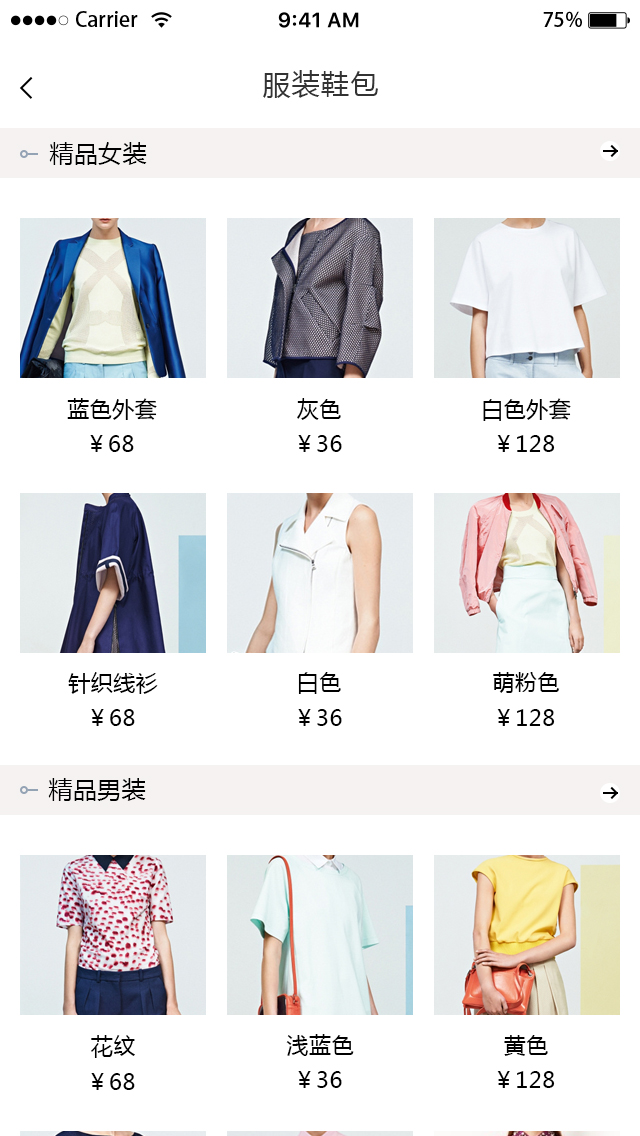 Carrier 9:41 AM 75%
服装鞋包
精品女装
蓝色外套 灰色 白色外套
¥68 ¥36 ¥128
针织线衫 白色 萌粉色
¥68 ¥36 ¥128
精品男装
花纹 浅蓝色 黄色
¥68 ¥36 ¥128